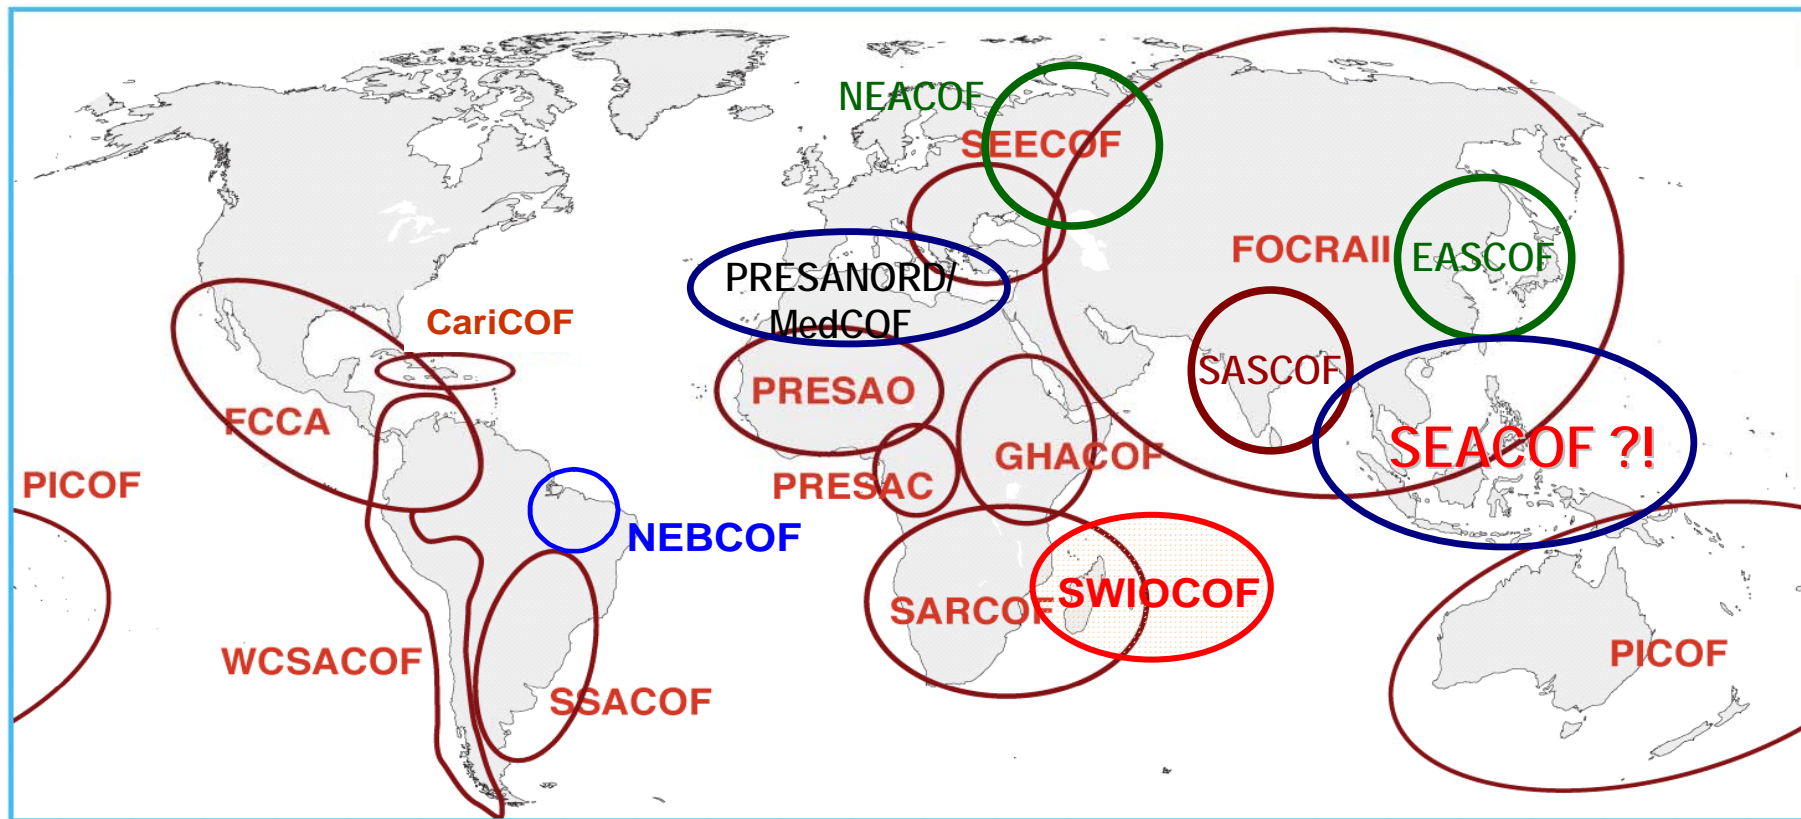 NEACOF
SEECOF
FOCRAII
EASCOF
PRESANORD/
MedCOF
CariCOF
SASCOF
PRESAO
FCCA
SEACOF ?!
GHACOF
PICOF
PRESAC
NEBCOF
SWIOCOF
SARCOF
WCSACOF
PICOF
SSACOF